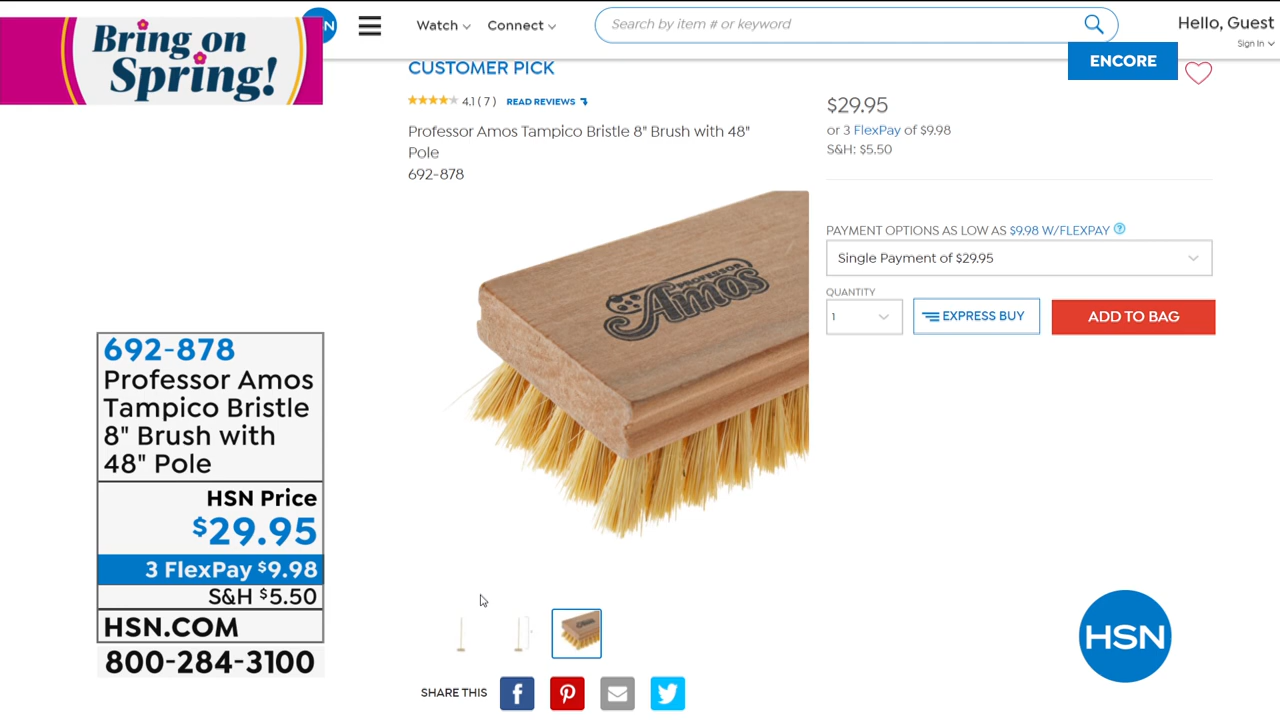 Bring on
Spring!
SN
Watch
Connect
Search by item # or keyword
Hello, Guest
Sign In
ENCORE
CUSTOMER PICK
4.1 ( 7 ) READ REVIEWS
Professor Amos Tampico Bristle 8" Brush with 48"
Pole
692-878
$29.95
or 3 FlexPay of $9.98
S&H: $5.50
PAYMENT OPTIONS AS LOW AS $9.98 W/FLEXPAY ?
Single Payment of $29.95
QUANTITY
1
EXPRESS BUY
ADD TO BAG
PROFESSOR
Amos
692-878
Professor Amos
Tampico Bristle
8" Brush with
48" Pole
HSN Price
$29.95
3 FlexPay $9.98
S&H $5.50
HSN.COM
800-284-3100
SHARE THIS
HSN